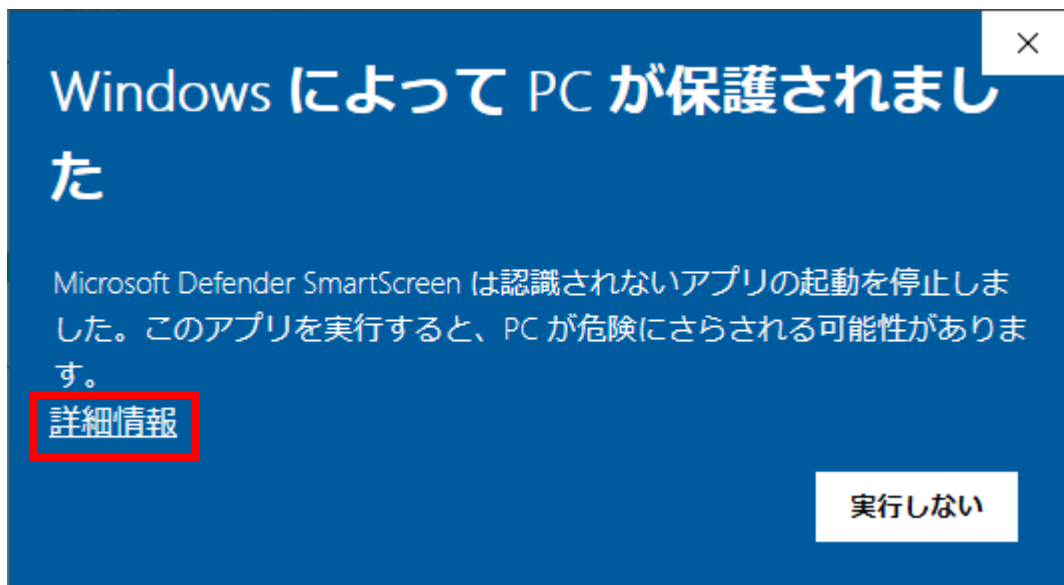 Windows によって PC が保護されまし
た
Microsoft Defender SmartScreen は認識されないアプリの起動を停止しま
した。このアプリを実行すると、PC が危険にさらされる可能性がありま
す。
詳細情報
実行しない